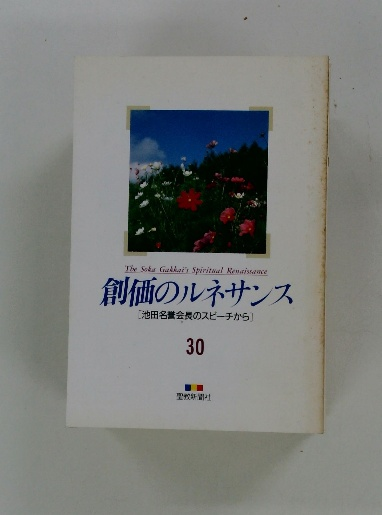 The Soka Gakkai's Spiritual Renaissance
創価のルネサンス
[池田名誉会長のスピーチから]
30
聖教新聞社